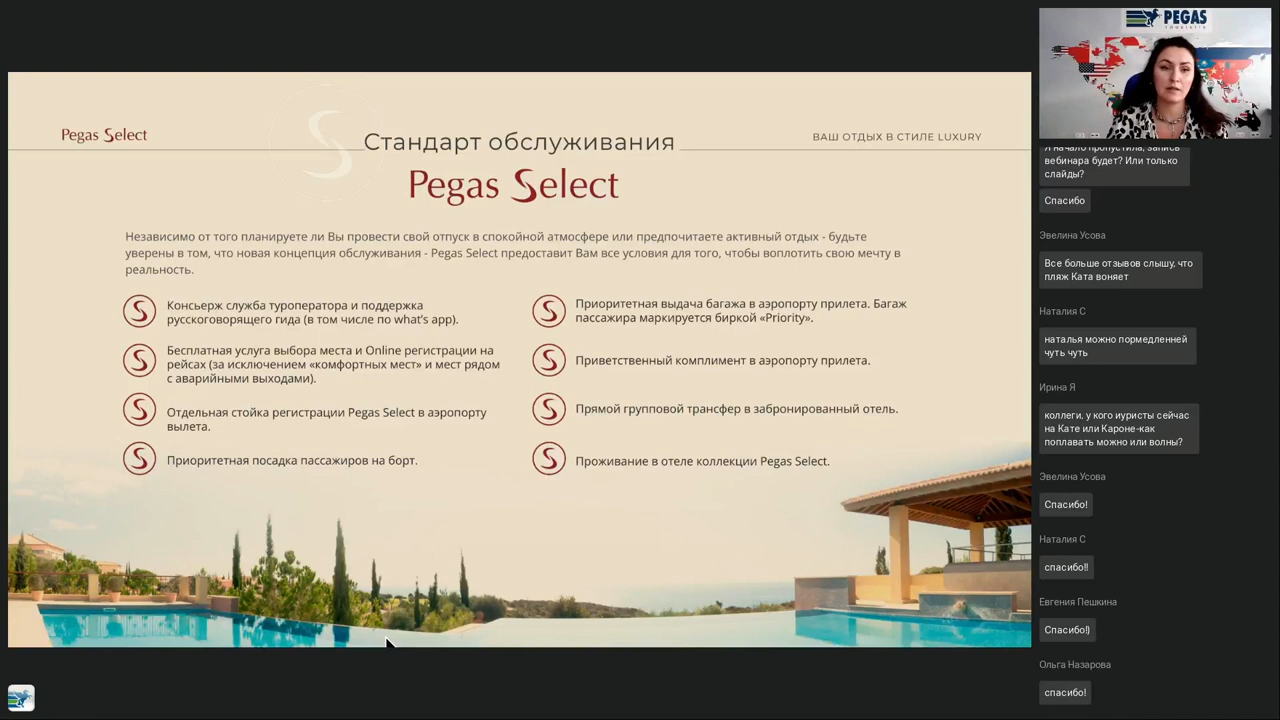 Pegas Select
Стандарт обслуживания
ВАШ ОТДЫХ В СТИЛЕ LUXURY
Pegas Select
Независимо от того планируете ли Вы провести свой отпуск в спокойной атмосфере или предпочитаете активный отдых - будьте
уверены в том, что новая концепция обслуживания - Pegas Select предоставит Вам все условия для того, чтобы воплотить свою мечту в
реальность.
Консьерж служба туроператора и поддержка
русскоговорящего гида (в том числе по what's app).
Бесплатная услуга выбора места и Online регистрации на
рейсах (за исключением «комфортных мест» и мест рядом
с аварийными выходами).
Отдельная стойка регистрации Pegas Select в аэропорту
вылета.
Приоритетная посадка пассажиров на борт.
Приоритетная выдача багажа в аэропорту прилета. Багаж
пассажира маркируется биркой «Priority».
Приветственный комплимент в аэропорту прилета.
Прямой групповой трансфер в забронированный отель.
Проживание в отеле коллекции Pegas Select.
PEGAS
TOURISTIK
Я начало пропустила, запись
вебинара будет? Или только
слайды?
Спасибо
Эвелина Усова
Все больше отзывов слышу, что
пляж Ката воняет
Наталия С
наталья можно пормедленней
чуть чуть
Ирина Я
коллеги, у кого иуристы сейчас
на Кате или Кароне-как
поплавать можно или волны?
Эвелина Усова
Спасибо!
Наталия С
спасибо!!
Евгения Пешкина
Спасибо!)
Ольга Назарова
спасибо!